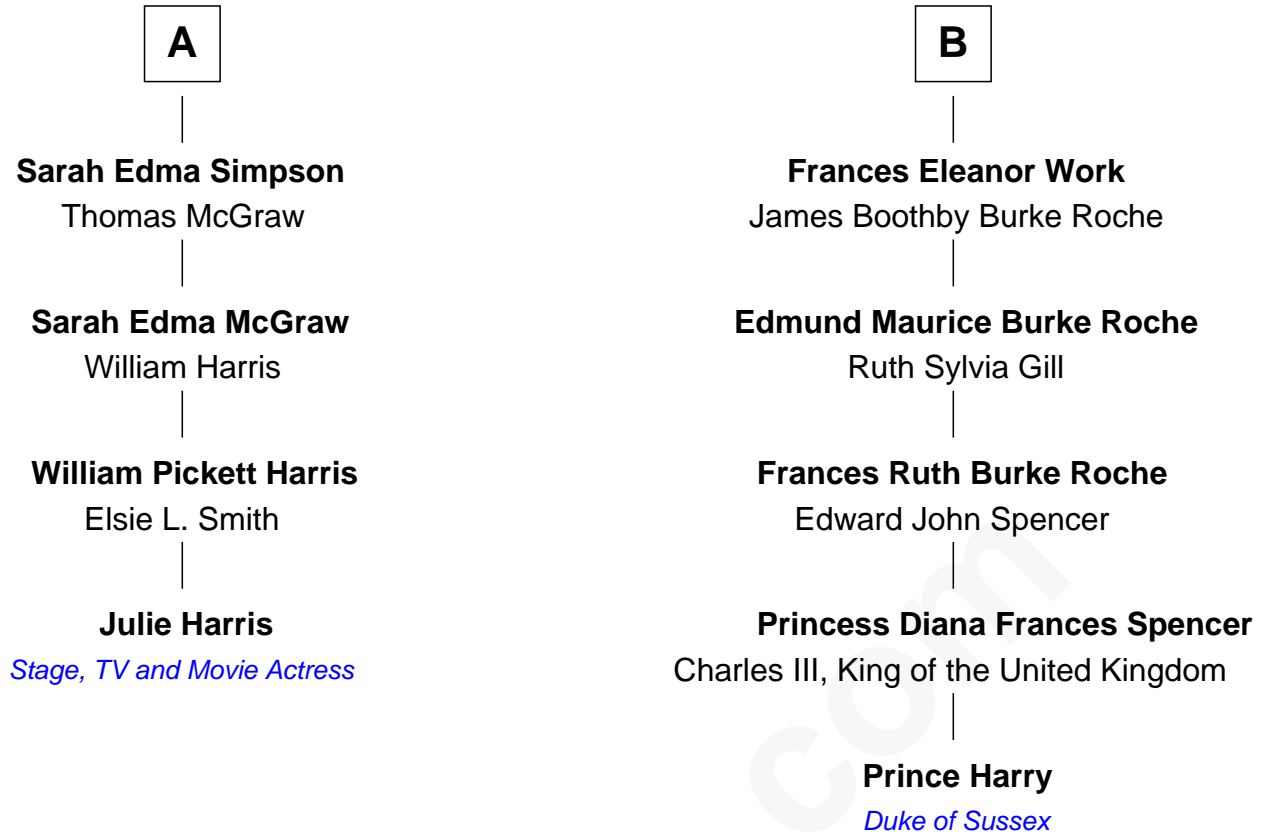 A
Sarah Edma Simpson
Thomas McGraw
Sarah Edma McGraw
William Harris
William Pickett Harris
Elsie L. Smith
Julie Harris
Stage, TV and Movie Actress
B
Frances Eleanor Work
James Boothby Burke Roche
Edmund Maurice Burke Roche
Ruth Sylvia Gill
Frances Ruth Burke Roche
Edward John Spencer
Princess Diana Frances Spencer
Charles III, King of the United Kingdom
Prince Harry
Duke of Sussex
com